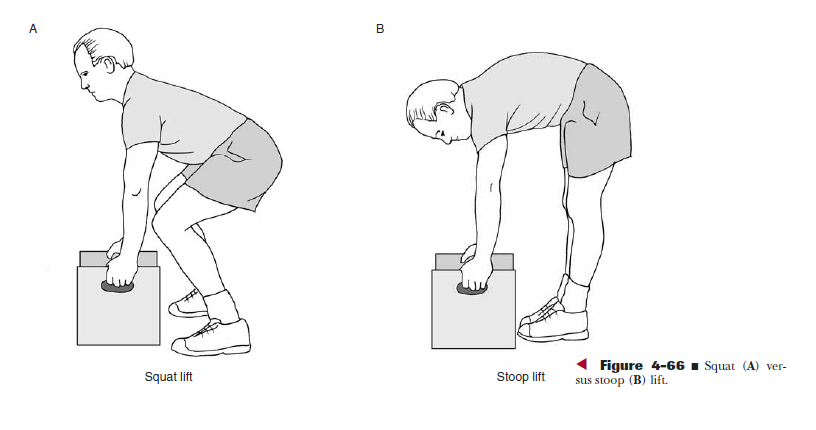 A
B
Squat lift
Stoop lift
◄ Figure 4-66 ■ Squat (A) ver-
sus stoop (B) lift.